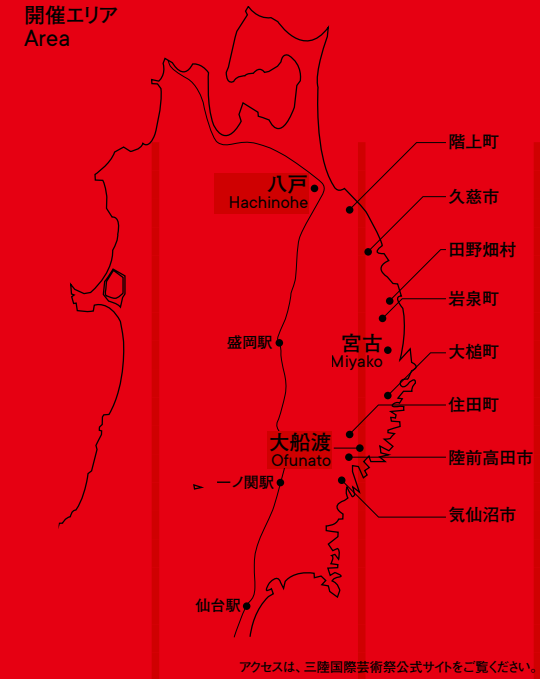 開催エリア
Area
階上町
八戸
Hachinohe
久慈市
田野畑村
岩泉町
盛岡駅
宮古
Miyako
大槌町
住田町
大船渡
Ofunato
陸前高田市
一ノ関駅
気仙沼市
仙台駅
アクセスは、三陸国際芸術祭公式サイトをご覧ください。